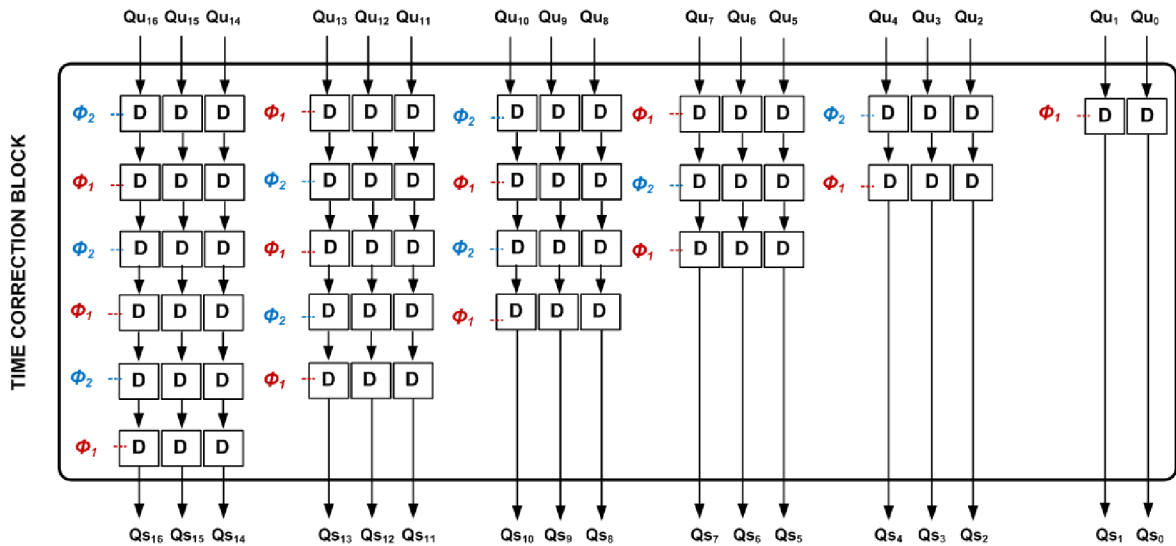 Qu₁₆ Qu₁₅ Qu₁₄ Qu₁₃ Qu₁₂ Qu₁₁ Qu₁₀ Qu₉ Qu₈ Qu₇ Qu₆ Qu₅ Qu₄ Qu₃ Qu₂ Qu₁ Qu₀
TIME CORRECTION BLOCK
Φ₂ D D D Φ₁ D D D Φ₂ D D D Φ₁ D D D Φ₂ D D D Φ₁ D D
Φ₁ D D D Φ₂ D D D Φ₁ D D D Φ₂ D D D Φ₁ D D D
Φ₂ D D D Φ₁ D D D Φ₂ D D D Φ₁ D D D
Φ₁ D D D Φ₂ D D D Φ₁ D D D
Φ₂ D D D Φ₁ D D D
Φ₁ D D D
Qs₁₆ Qs₁₅ Qs₁₄ Qs₁₃ Qs₁₂ Qs₁₁ Qs₁₀ Qs₉ Qs₈ Qs₇ Qs₆ Qs₅ Qs₄ Qs₃ Qs₂ Qs₁ Qs₀